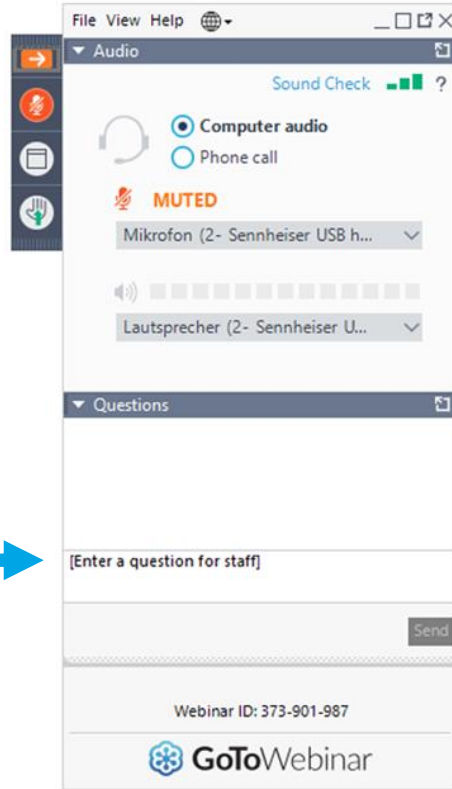 File View Help
Audio
Sound Check ?
Computer audio
Phone call
MUTED
Mikrofon (2- Sennheiser USB h...
Lautsprecher (2- Sennheiser U...
Questions
[Enter a question for staff]
Send
Webinar ID: 373-901-987
GoToWebinar